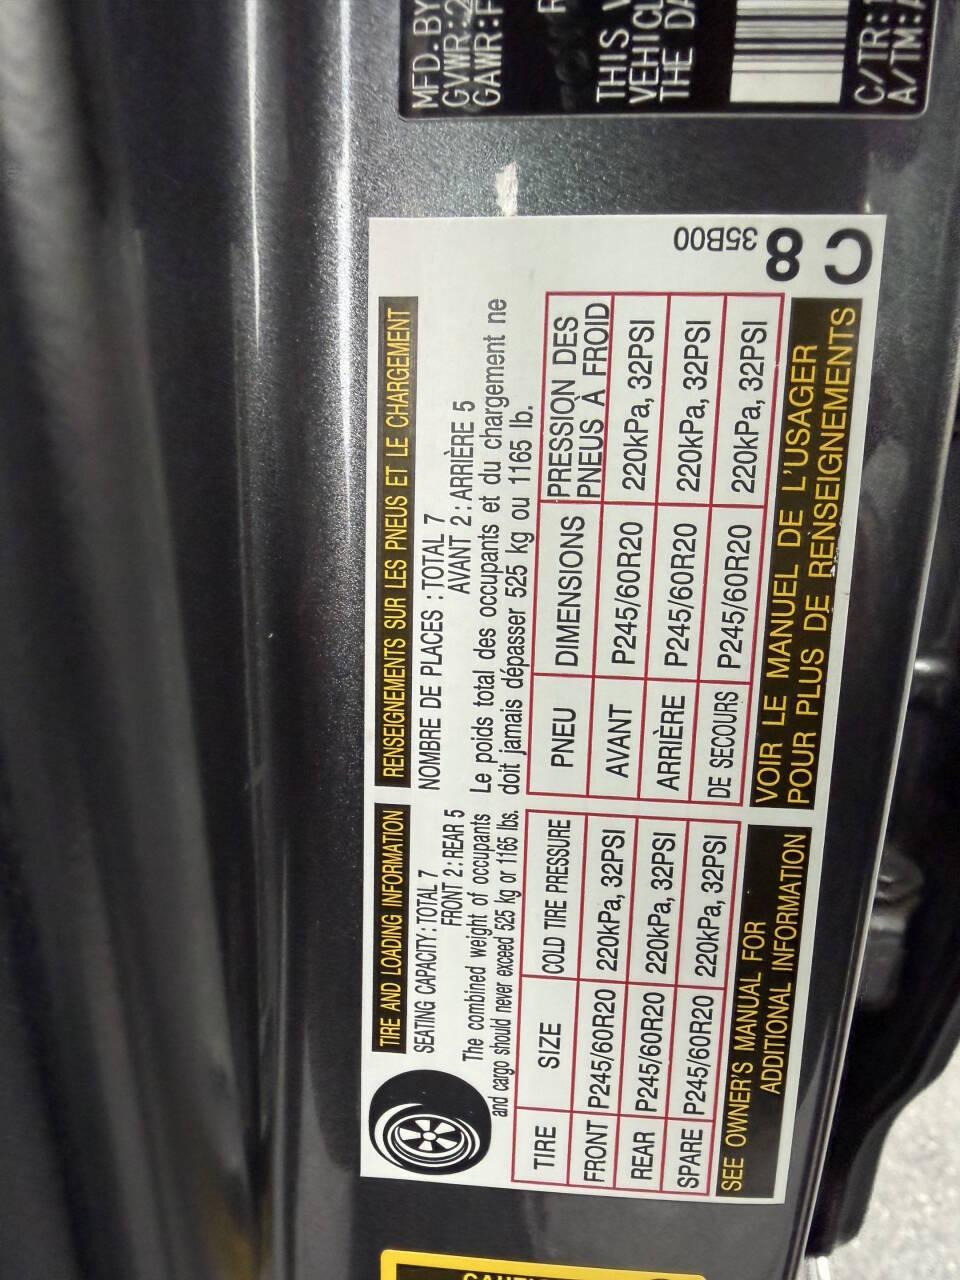 TIRE AND LOADING INFORMATION
SEATING CAPACITY : TOTAL 7
FRONT 2 : REAR 5
The combined weight of occupants
and cargo should never exceed 525 kg or 1165 lbs.
TIRE SIZE COLD TIRE PRESSURE
FRONT P245/60R20 220kPa, 32PSI
REAR P245/60R20 220kPa, 32PSI
SPARE P245/60R20 220kPa, 32PSI
SEE OWNER'S MANUAL FOR
ADDITIONAL INFORMATION
RENSEIGNEMENTS SUR LES PNEUS ET LE CHARGEMENT
NOMBRE DE PLACES : TOTAL 7
AVANT 2 : ARRIÈRE 5
Le poids total des occupants et du chargement ne
doit jamais dépasser 525 kg ou 1165 lb.
PNEU DIMENSIONS PRESSION DES
PNEUS À FROID
AVANT P245/60R20 220kPa, 32PSI
ARRIÈRE P245/60R20 220kPa, 32PSI
DE SECOURS P245/60R20 220kPa, 32PSI
VOIR LE MANUEL DE L'USAGER
POUR PLUS DE RENSEIGNEMENTS
35B00
C8
MFD. BY
GVWR:2
GAWR:F
THIS V
VEHICL
THE DA
C/TR:
A/TM:A